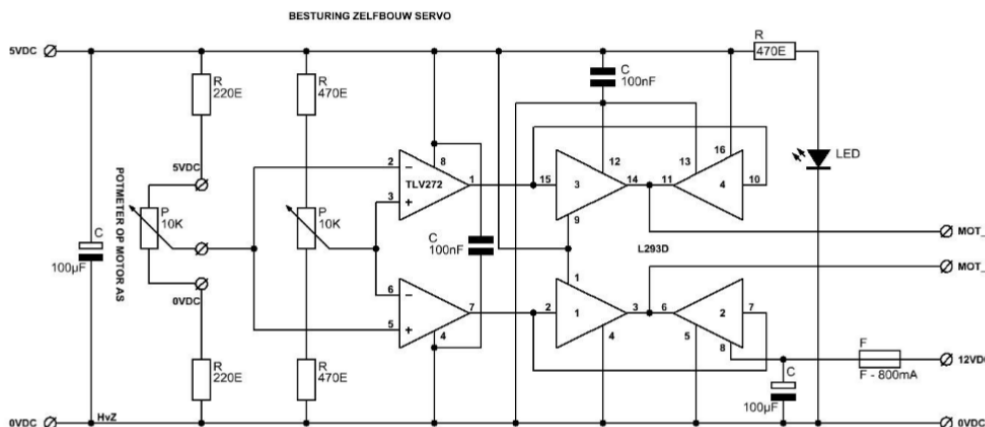 BESTURING ZELFBOUW SERVO
5VDC
R
220E
R
470E
C
100nF
R
470E
8
2
−
TLV272
1
3
+
12
15
3
14
9
13
16
11
4
10
LED
5VDC
POTMETER OP MOTOR AS
P
10K
0VDC
P
10K
C
100µF
C
100nF
L293D
MOT_
MOT_
6
−
7
5
+
4
1
2
1
3
4
6
2
7
5
8
R
220E
R
470E
C
100µF
F
F - 800mA
12VD
0VDC
HvZ
0VDC